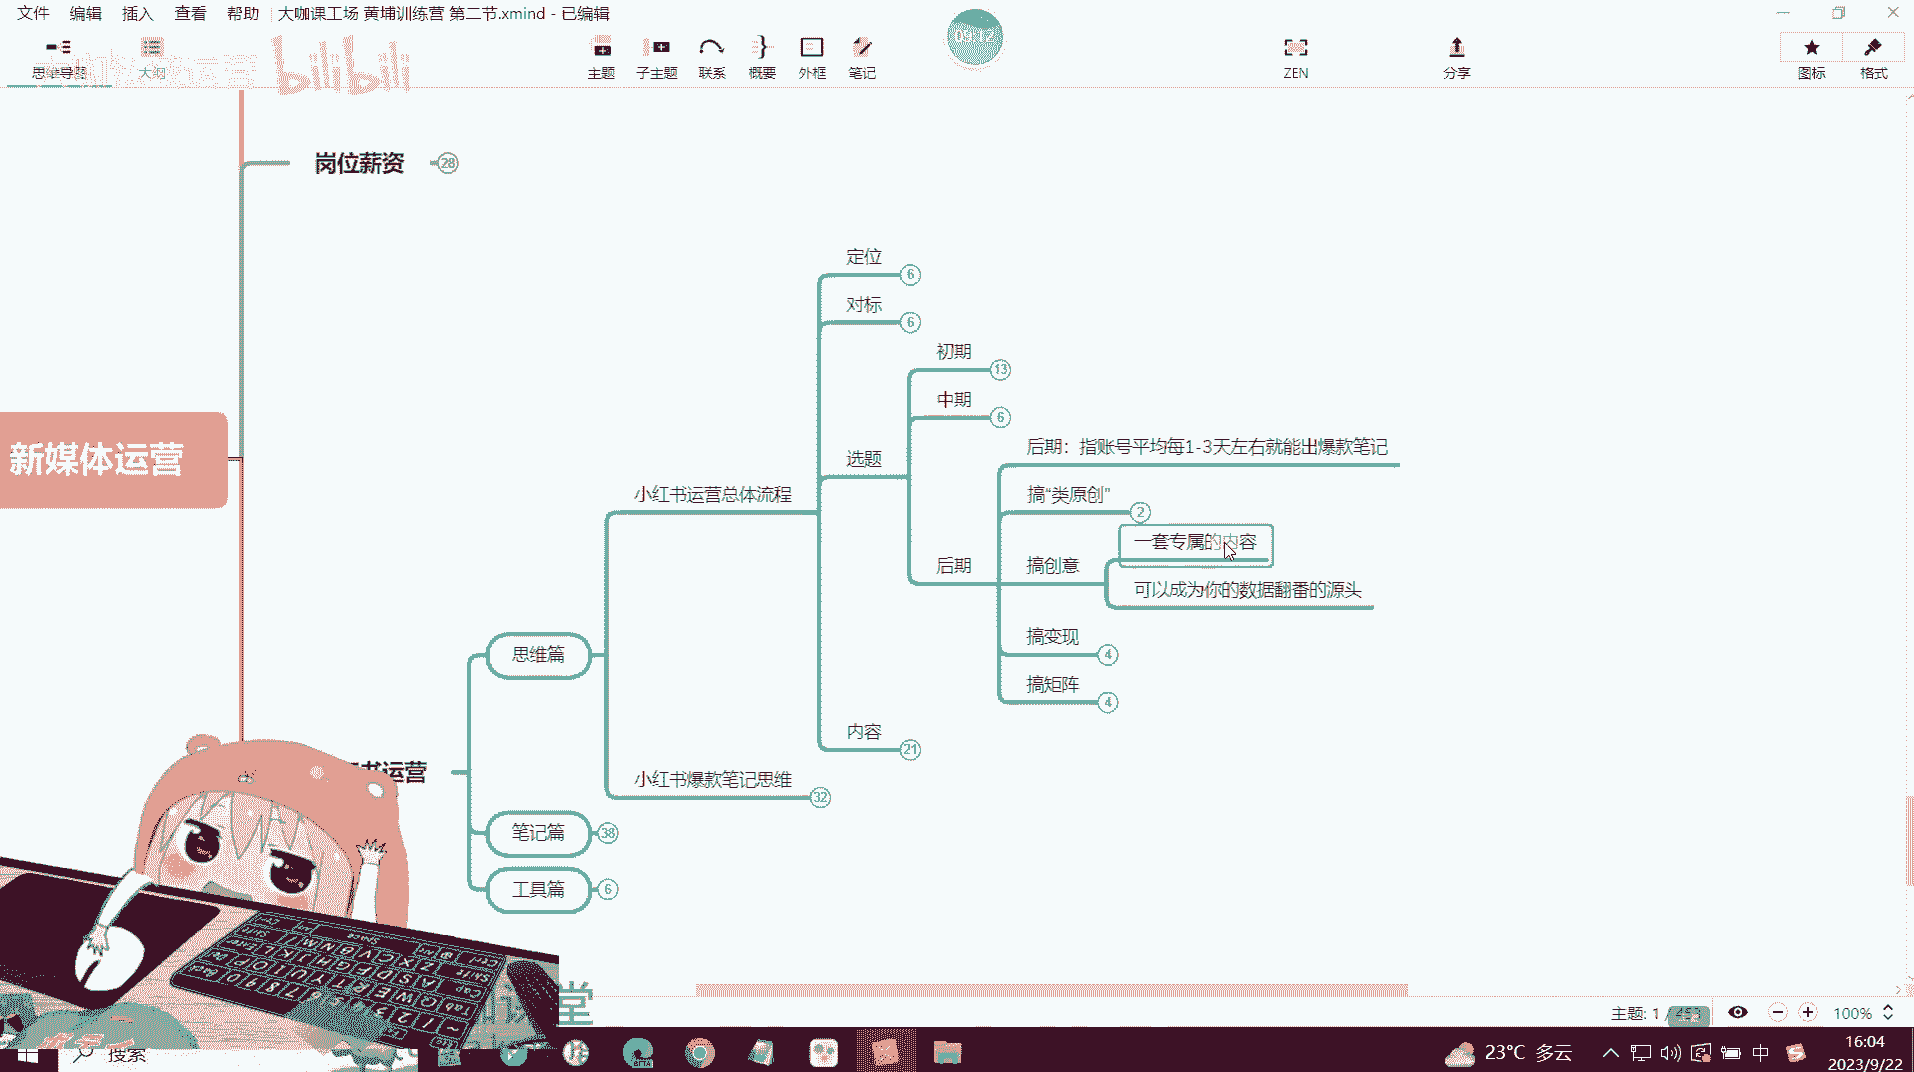 文件 编辑 插入 查看 帮助 大咖课工场 黄埔训练营 第二节.xmind - 已编辑
思维导图 大纲 主题 子主题 联系 概要 外框 笔记 ZEN 分享 图标 格式
bilibili
岗位薪资 28
定位 6
对标 6
初期 13
中期 6
后期：指账号平均每1-3天左右就能出爆款笔记
选题
小红书运营总体流程
搞“类原创” 2
一套专属的内容
后期
搞创意
可以成为你的数据翻番的源头
新媒体运营
搞变现 4
思维篇
搞矩阵 4
内容 21
书运营
小红书爆款笔记思维 32
笔记篇 38
工具篇 6
堂
主题: 1 / 453 100%
搜索
23°C 多云
中
16:04
2023/9/22